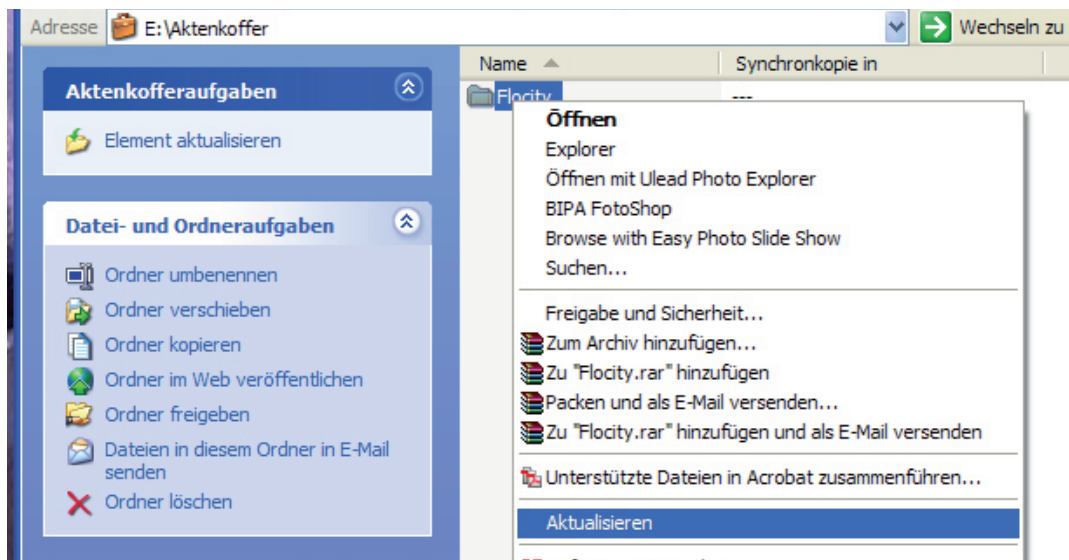 Adresse E:\Aktenkoffer Wechseln zu
Aktenkofferaufgaben
Element aktualisieren
Datei- und Ordneraufgaben
Ordner umbenennen
Ordner verschieben
Ordner kopieren
Ordner im Web veröffentlichen
Ordner freigeben
Dateien in diesem Ordner in E-Mail
senden
Ordner löschen
Name Synchronkopie in
Flocity ---
Öffnen
Explorer
Öffnen mit Ulead Photo Explorer
BIPA FotoShop
Browse with Easy Photo Slide Show
Suchen...
Freigabe und Sicherheit...
Zum Archiv hinzufügen...
Zu "Flocity.rar" hinzufügen
Packen und als E-Mail versenden...
Zu "Flocity.rar" hinzufügen und als E-Mail versenden
Unterstützte Dateien in Acrobat zusammenführen...
Aktualisieren